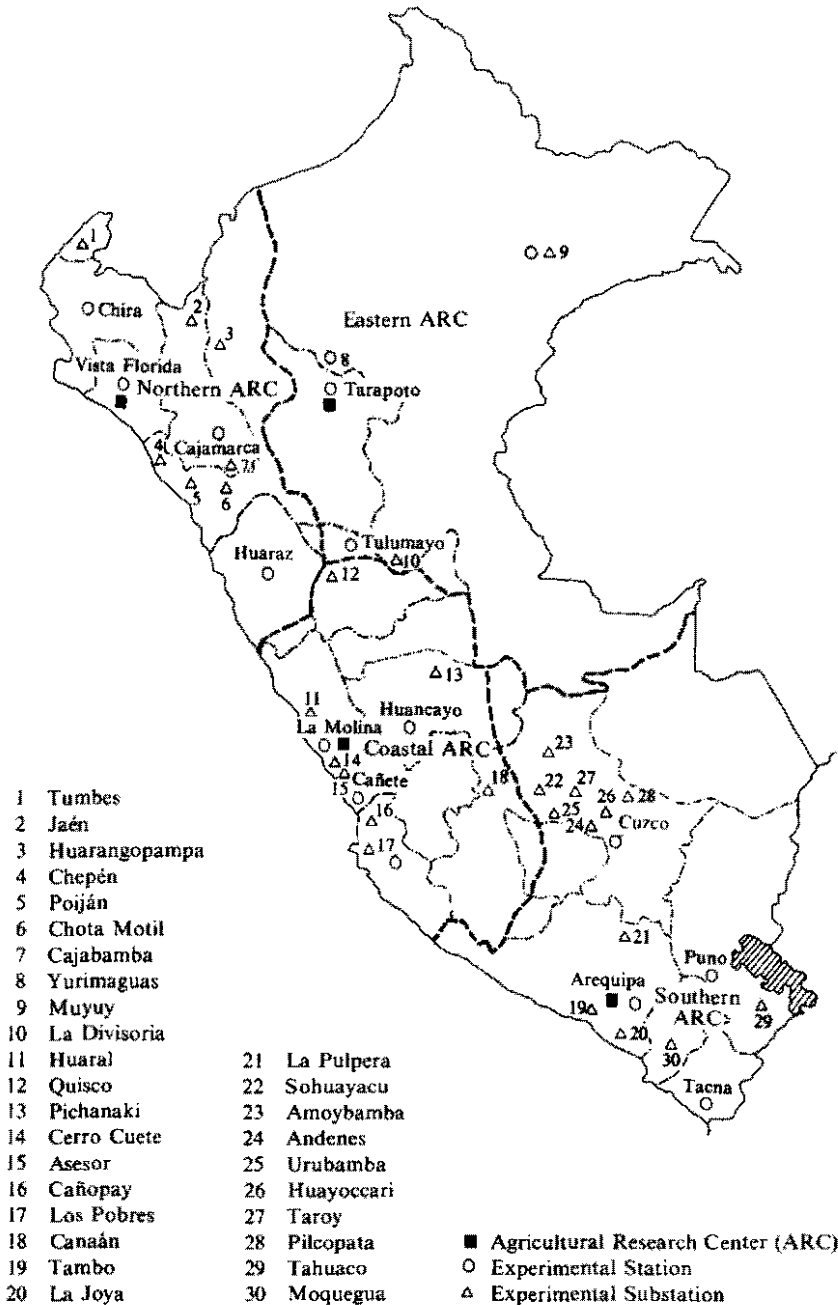 1
Chira
2
3
Vista Florida
Northern ARC
4
Cajamarca
7
5
6
Eastern ARC
9
8
Tarapoto
Tulumayo
10
Huaraz
12
11
13
Huancayo
La Molina
Coastal ARC
14
15 Cañete
16
17
18
23
22
27
28
25
26
24
Cuzco
21
Puno
Arequipa
Southern
ARC
19
20
29
30
Tacna
1 Tumbes
2 Jaén
3 Huarangopampa
4 Chepén
5 Poiján
6 Chota Motil
7 Cajabamba
8 Yurimaguas
9 Muyuy
10 La Divisoria
11 Huaral
12 Quisco
13 Pichanaki
14 Cerro Cuete
15 Asesor
16 Cañopay
17 Los Pobres
18 Canaán
19 Tambo
20 La Joya
21 La Pulpera
22 Sohuayacu
23 Amoybamba
24 Andenes
25 Urubamba
26 Huayoccari
27 Taroy
28 Pilcopata
29 Tahuaco
30 Moquegua
Agricultural Research Center (ARC)
Experimental Station
Experimental Substation